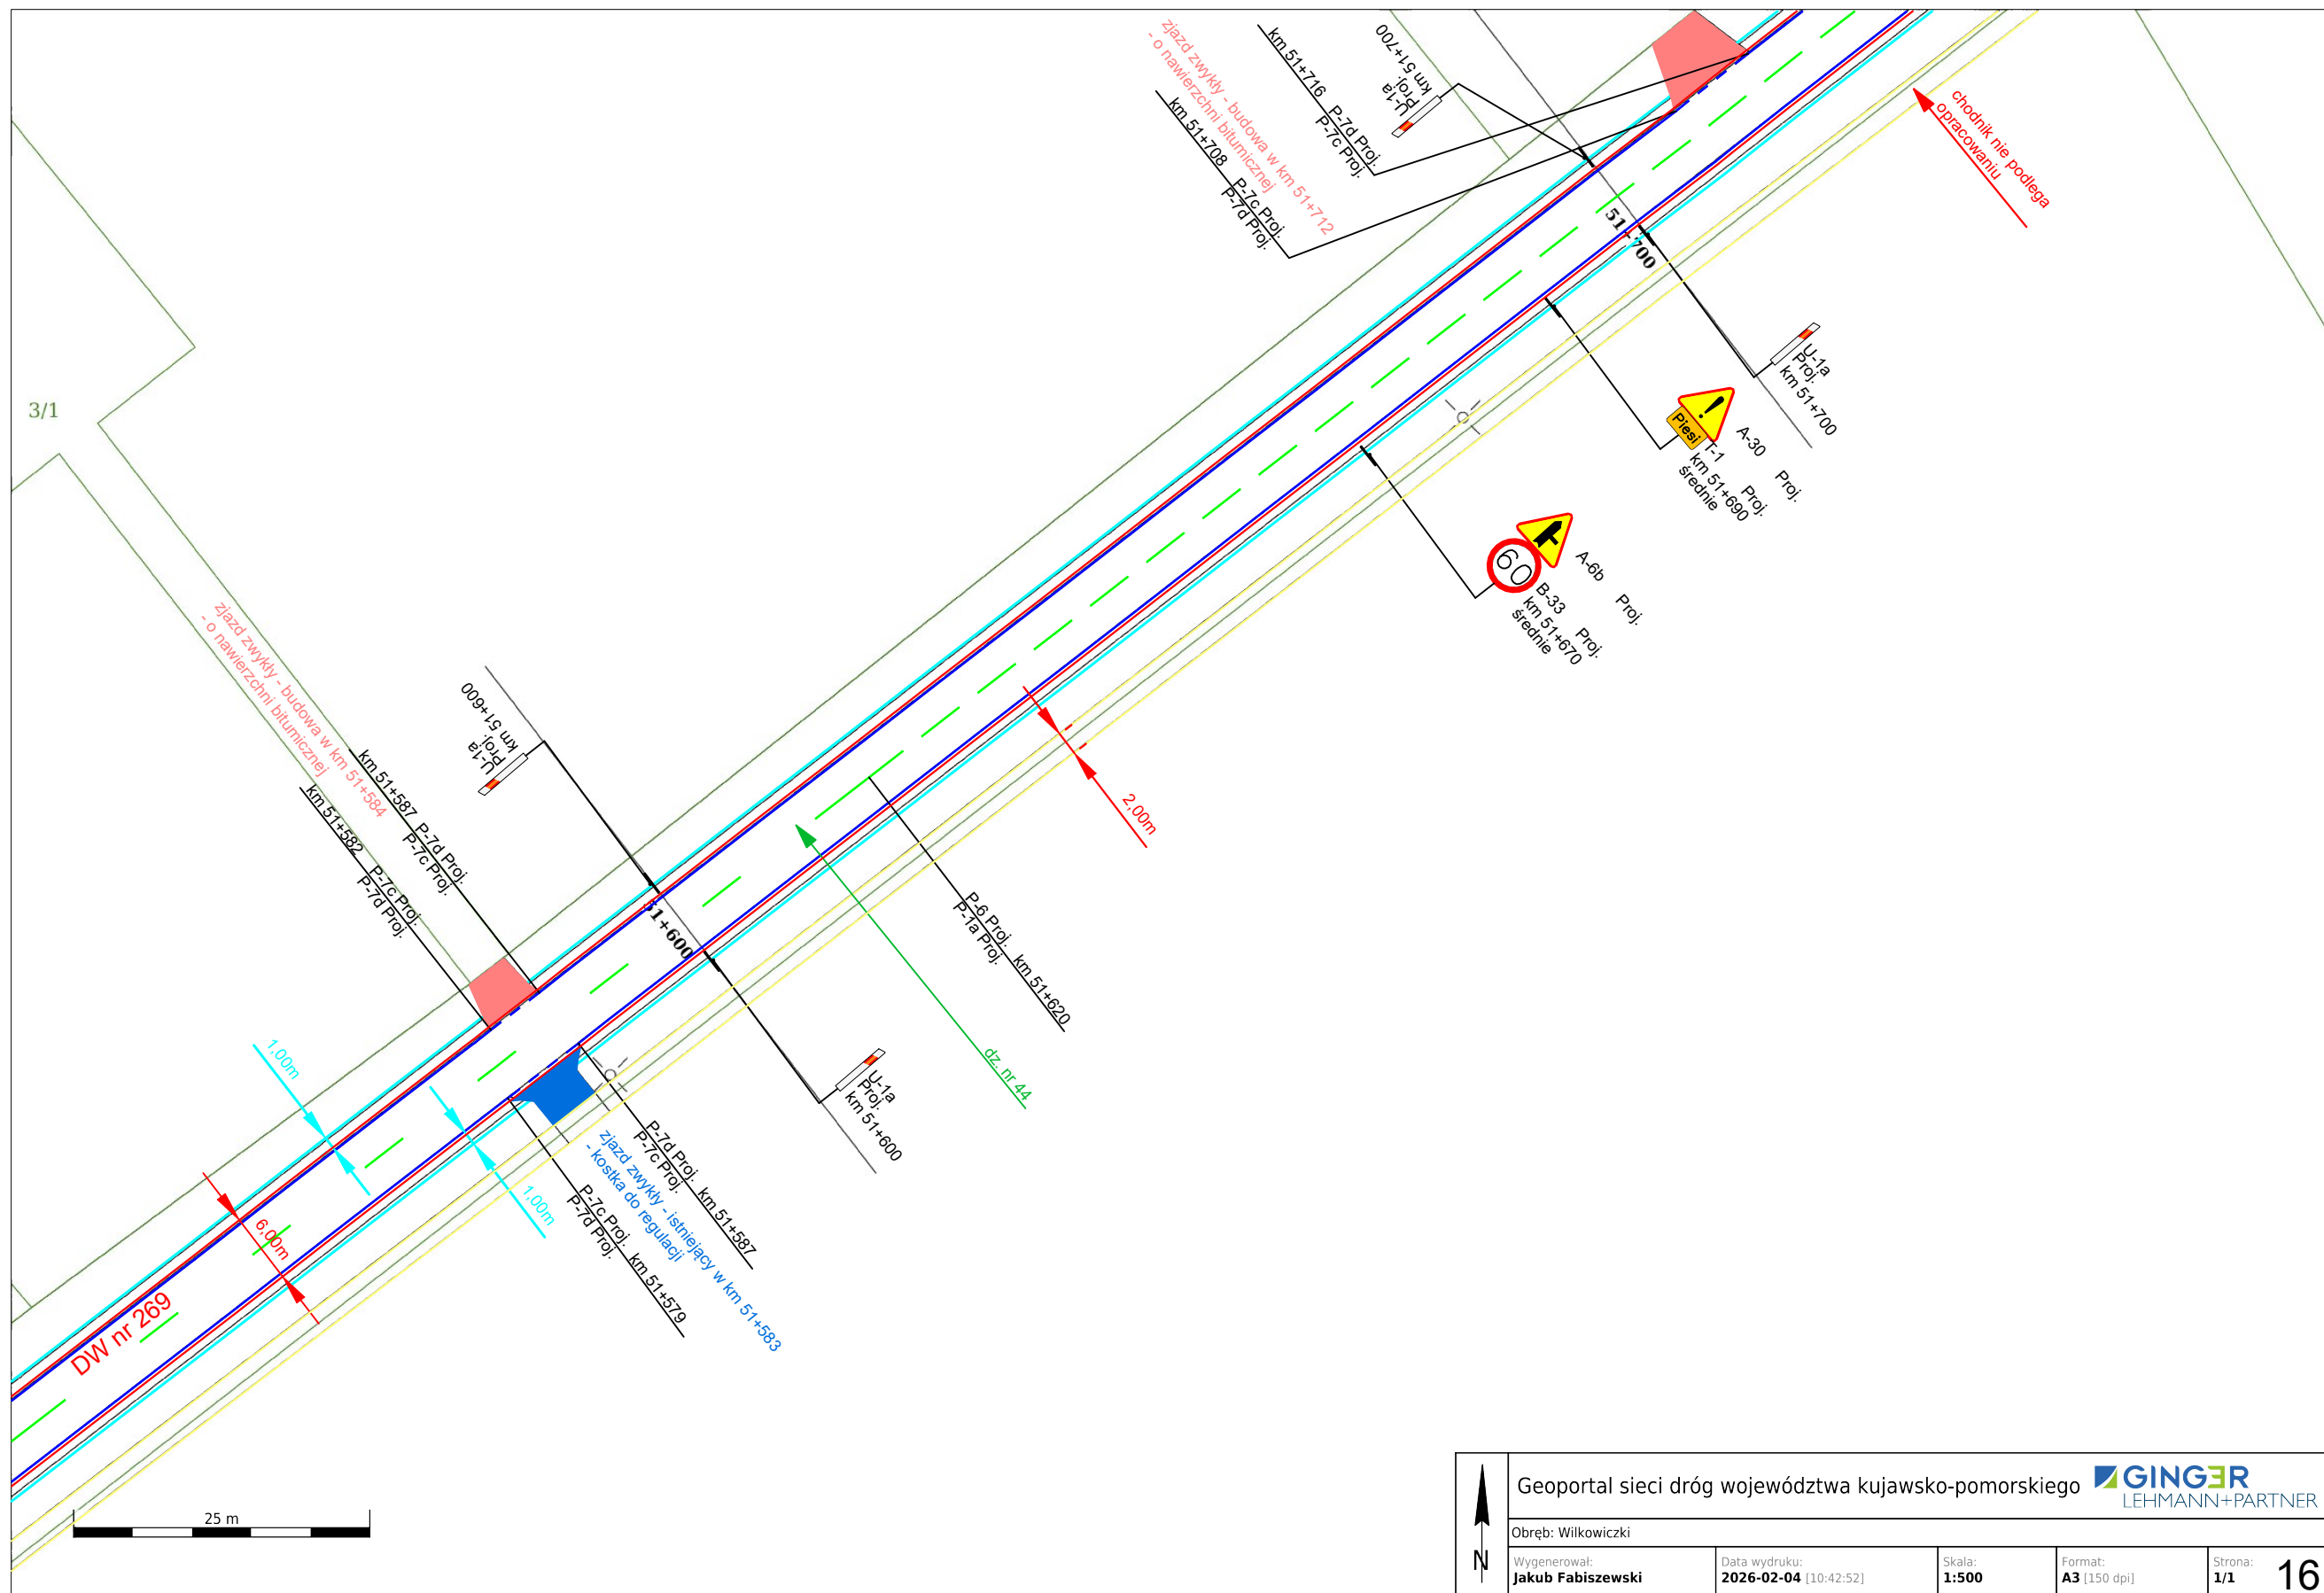 zjazd zwykły - budowa w km 51+712
- o nawierzchni bitumicznej
km 51+716 P-7d Proj.
P-7c Proj.
km 51+708 P-7c Proj.
P-7d Proj.
U-1a
Proj.
km 51+700
chodnik nie podlega
opracowaniu
51+700
U-1a
Proj.
km 51+700
Piesi
A-30 Proj.
T-1 Proj.
km 51+690
średnie
60
A-6b Proj.
B-33 Proj.
km 51+670
średnie
3/1
zjazd zwykły - budowa w km 51+584
- o nawierzchni bitumicznej
km 51+587 P-7d Proj.
P-7c Proj.
km 51+582 P-7c Proj.
P-7d Proj.
U-1a
Proj.
km 51+600
51+600
2,00m
P-6 Proj. km 51+620
P-1a Proj.
dz. nr 44
U-1a
Proj.
km 51+600
1,00m
1,00m
P-7d Proj. km 51+587
P-7c Proj.
zjazd zwykły - istniejący w km 51+583
- kostka do regulacji
P-7c Proj. km 51+579
P-7d Proj.
6,00m
DW nr 269
25 m
N
Geoportal sieci dróg województwa kujawsko-pomorskiego
GINGER
LEHMANN+PARTNER
Obręb: Wilkowiczki
Wygenerował:
Jakub Fabiszewski
Data wydruku:
2026-02-04 [10:42:52]
Skala:
1:500
Format:
A3 [150 dpi]
Strona:
1/1
16